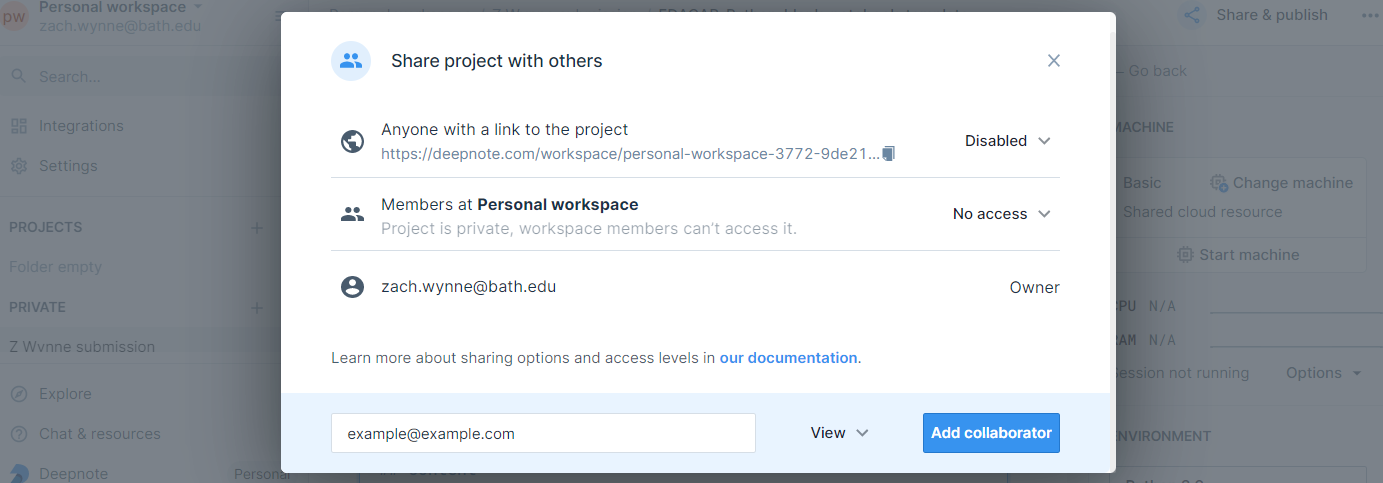 pw
Personal workspace
zach.wynne@bath.edu
Search...
Integrations
Settings
PROJECTS
Folder empty
PRIVATE
Z Wynne submission
Explore
Chat & resources
Deepnote
Personal
Share project with others
Anyone with a link to the project
Disabled
https://deepnote.com/workspace/personal-workspace-3772-9de21...
Members at Personal workspace
No access
Project is private, workspace members can't access it.
zach.wynne@bath.edu
Owner
Learn more about sharing options and access levels in our documentation.
example@example.com
View
Add collaborator
Share & publish
Go back
MACHINE
Basic
Change machine
Shared cloud resource
Start machine
CPU N/A
RAM N/A
Session not running
Options
ENVIRONMENT